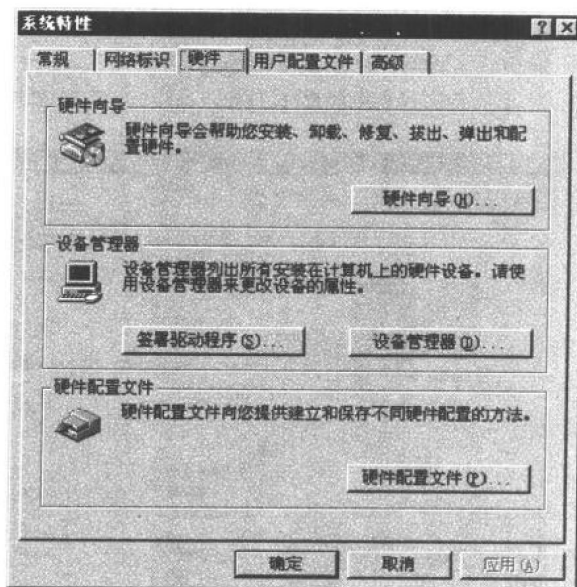 系统特性
常规 网络标识 硬件 用户配置文件 高级
硬件向导
硬件向导会帮助您安装、卸载、修复、拔出、弹出和配
置硬件。
硬件向导(H)...
设备管理器
设备管理器列出所有安装在计算机上的硬件设备。请使
用设备管理器来更改设备的属性。
签署驱动程序(S)... 设备管理器(D)...
硬件配置文件
硬件配置文件向您提供建立和保存不同硬件配置的方法。
硬件配置文件(P)...
确定 取消 应用(A)